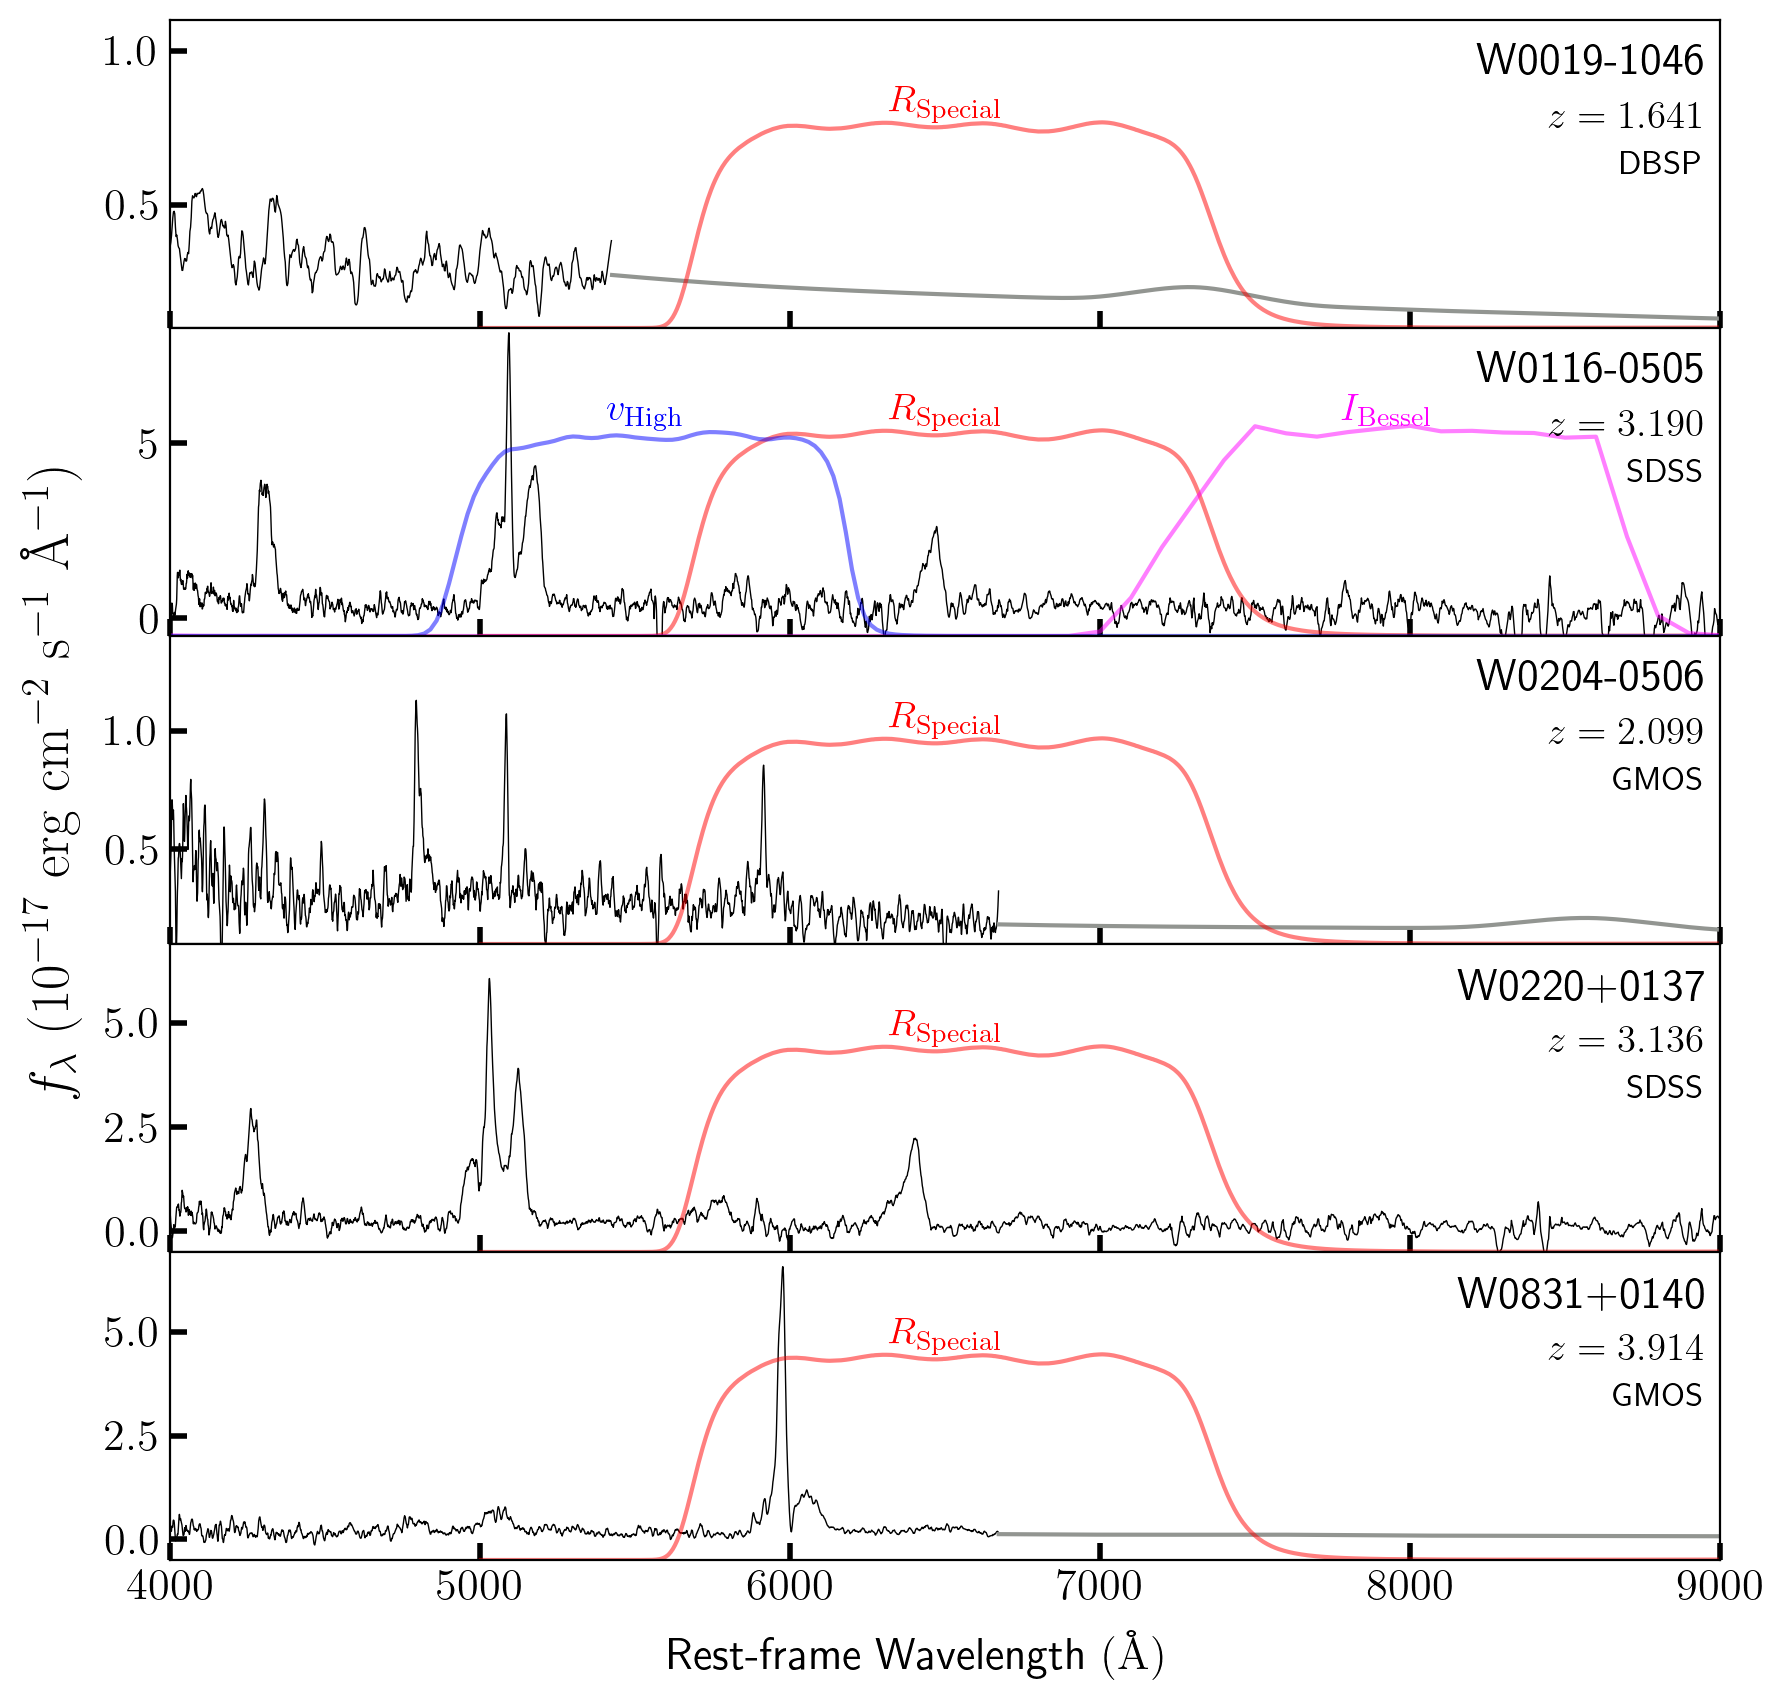 1.0
0.5
R_Special
W0019-1046
z = 1.641
DBSP
5
0
v_High
R_Special
I_Bessel
W0116-0505
z = 3.190
SDSS
1.0
0.5
R_Special
W0204-0506
z = 2.099
GMOS
5.0
2.5
0.0
R_Special
W0220+0137
z = 3.136
SDSS
5.0
2.5
0.0
R_Special
W0831+0140
z = 3.914
GMOS
f_λ (10^−17 erg cm^−2 s^−1 Å^−1)
4000 5000 6000 7000 8000 9000
Rest-frame Wavelength (Å)